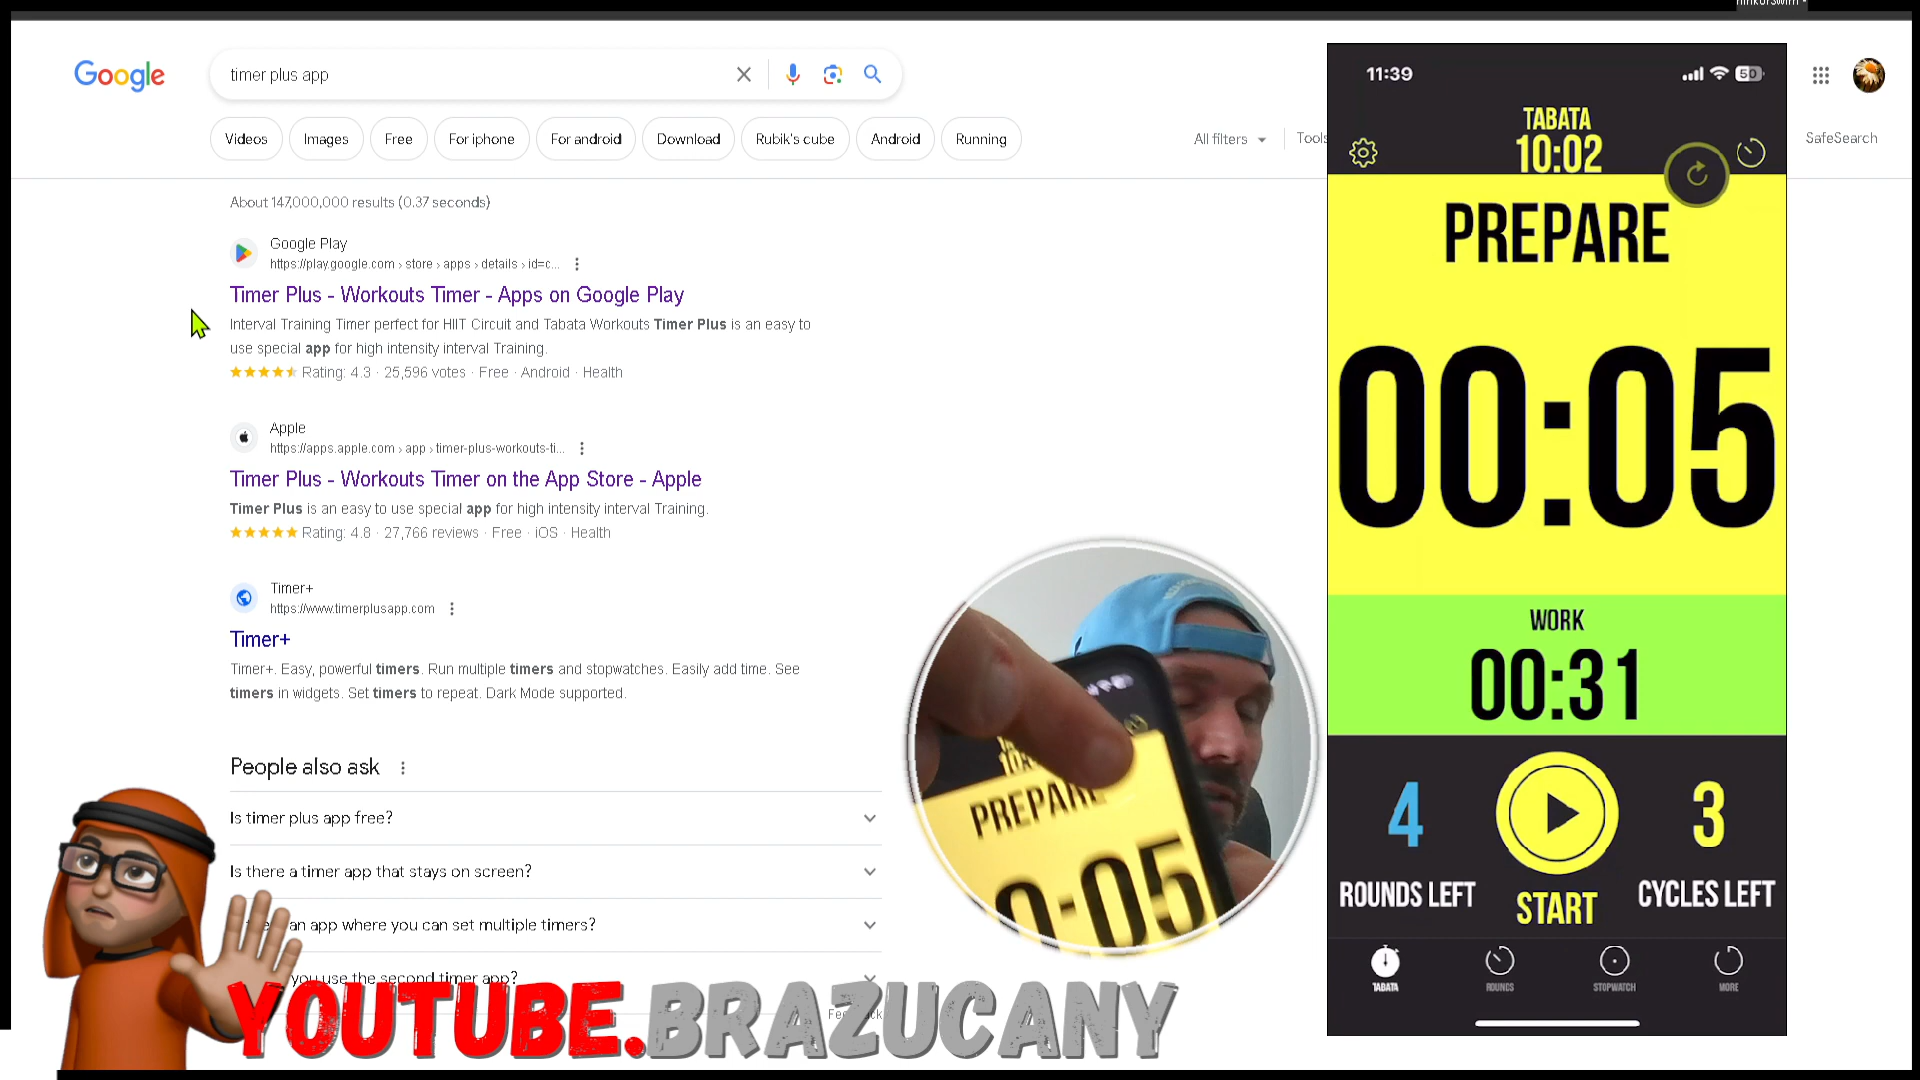 Google
timer plus app
Videos
Images
Free
For iphone
For android
Download
Rubik's cube
Android
Running
All filters
Tools
SafeSearch
About 147,000,000 results (0.37 seconds)
Google Play
https://play.google.com › store › apps › details › id=c...
Timer Plus - Workouts Timer - Apps on Google Play
Interval Training Timer perfect for HIIT Circuit and Tabata Workouts Timer Plus is an easy to
use special app for high intensity interval Training.
Rating: 4.3 · 25,596 votes · Free · Android · Health
Apple
https://apps.apple.com › app › timer-plus-workouts-ti...
Timer Plus - Workouts Timer on the App Store - Apple
Timer Plus is an easy to use special app for high intensity interval Training.
Rating: 4.8 · 27,766 reviews · Free · iOS · Health
Timer+
https://www.timerplusapp.com
Timer+
Timer+. Easy, powerful timers. Run multiple timers and stopwatches. Easily add time. See
timers in widgets. Set timers to repeat. Dark Mode supported.
People also ask
Is timer plus app free?
Is there a timer app that stays on screen?
an app where you can set multiple timers?
you use the second timer app?
YOUTUBE.BRAZUCANY
PREPARE
0:05
11:39
50
TABATA
10:02
PREPARE
00:05
WORK
00:31
4
ROUNDS LEFT
START
3
CYCLES LEFT
TABATA
ROUNDS
STOPWATCH
MORE